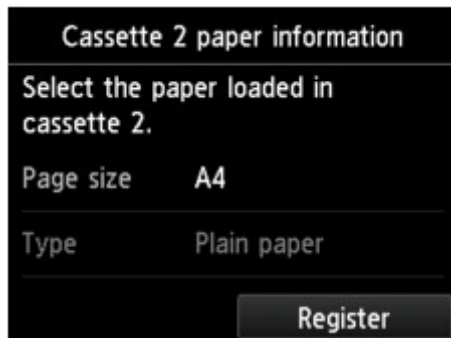 Cassette 2 paper information
Select the paper loaded in
cassette 2.
Page size A4
Type Plain paper
Register